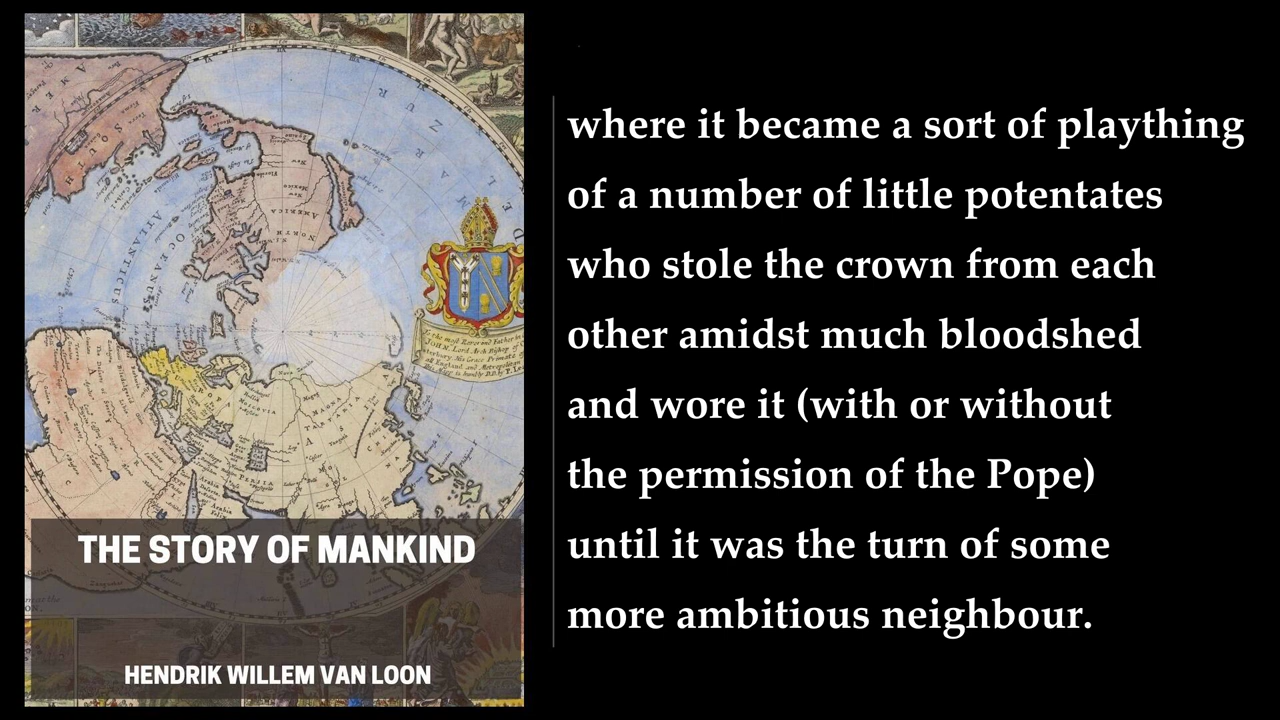 THE STORY OF MANKIND
HENDRIK WILLEM VAN LOON
where it became a sort of plaything
of a number of little potentates
who stole the crown from each
other amidst much bloodshed
and wore it (with or without
the permission of the Pope)
until it was the turn of some
more ambitious neighbour.